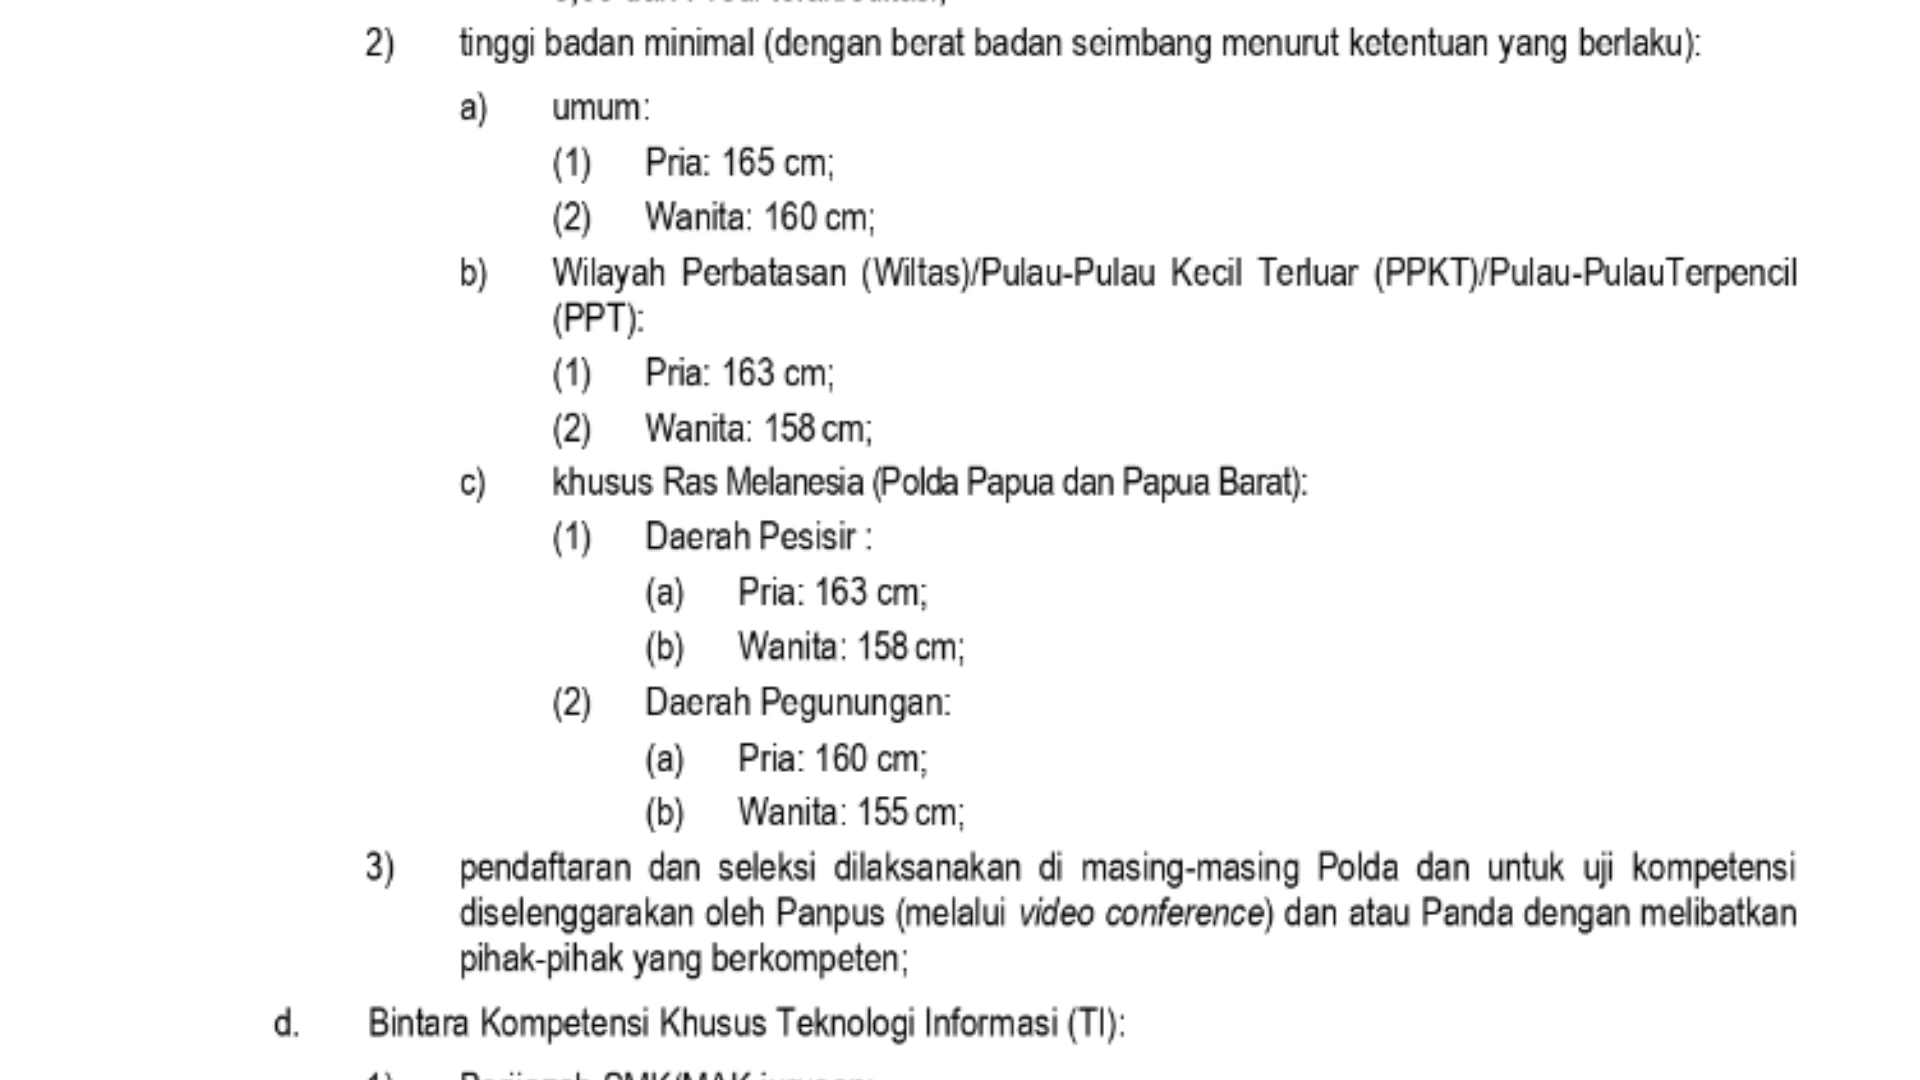 2) tinggi badan minimal (dengan berat badan seimbang menurut ketentuan yang berlaku):
a) umum:
(1) Pria: 165 cm;
(2) Wanita: 160 cm;
b) Wilayah Perbatasan (Wiltas)/Pulau-Pulau Kecil Terluar (PPKT)/Pulau-PulauTerpencil
(PPT):
(1) Pria: 163 cm;
(2) Wanita: 158 cm;
c) khusus Ras Melanesia (Polda Papua dan Papua Barat):
(1) Daerah Pesisir :
(a) Pria: 163 cm;
(b) Wanita: 158 cm;
(2) Daerah Pegunungan:
(a) Pria: 160 cm;
(b) Wanita: 155 cm;
3) pendaftaran dan seleksi dilaksanakan di masing-masing Polda dan untuk uji kompetensi
diselenggarakan oleh Panpus (melalui video conference) dan atau Panda dengan melibatkan
pihak-pihak yang berkompeten;
d. Bintara Kompetensi Khusus Teknologi Informasi (TI):